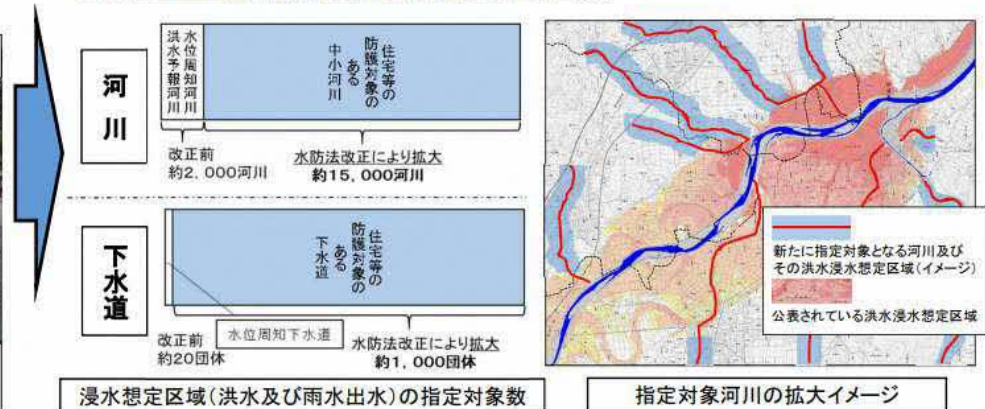 河川
洪水予報河川
水位周知河川
住宅等の
防護対象の
ある
中小河川
改正前
約2,000河川
水防法改正により拡大
約15,000河川
下水道
住宅等の
防護対象の
ある
下水道
水位周知下水道
改正前
約20団体
水防法改正により拡大
約1,000団体
浸水想定区域(洪水及び雨水出水)の指定対象数
新たに指定対象となる河川及び
その洪水浸水想定区域(イメージ)
公表されている洪水浸水想定区域
指定対象河川の拡大イメージ